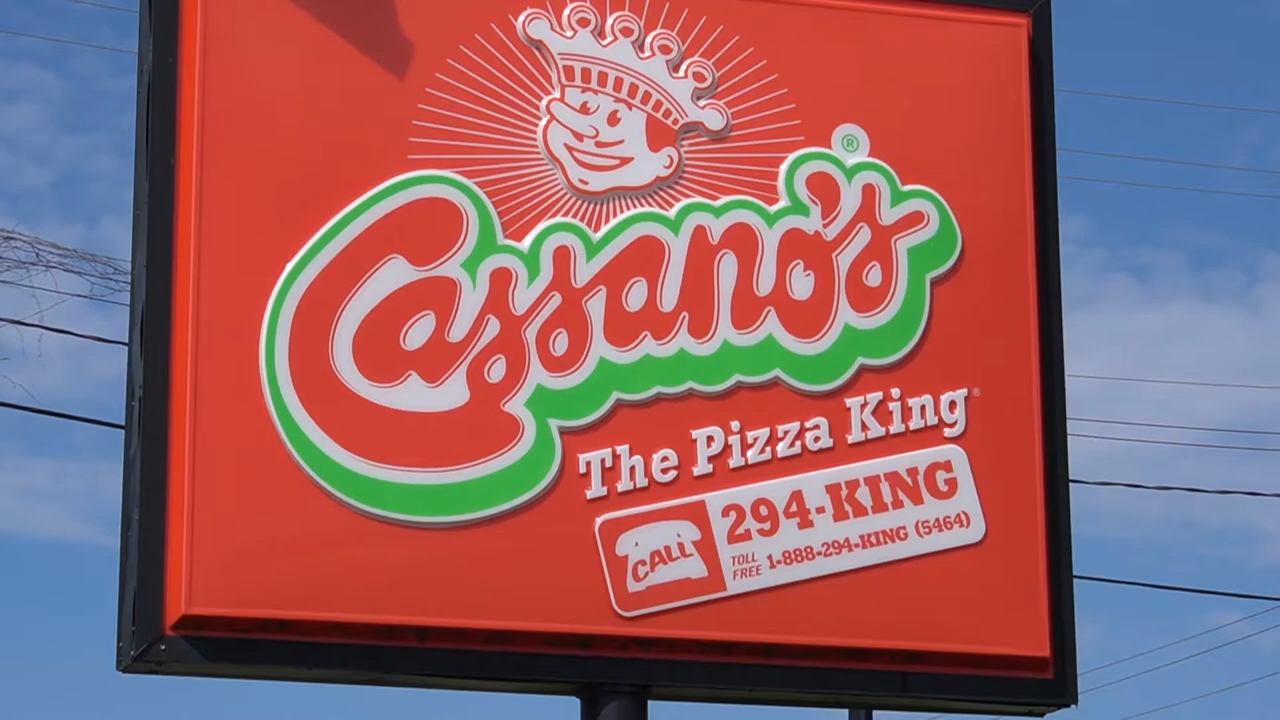 Cassano's ®
The Pizza King
CALL
294-KING
TOLL FREE 1-888-294-KING (5464)